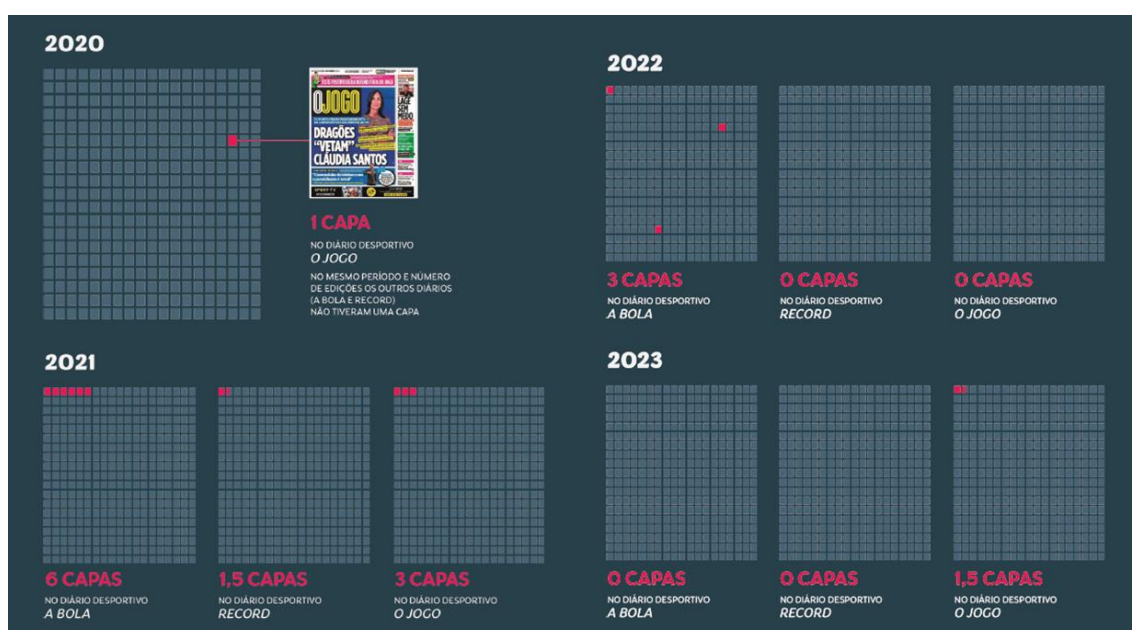 2020
OJOGO
DRAGÕES
"VETAM"
CLÁUDIA SANTOS
LAGE
SEM
MEDO
1 CAPA
NO DIÁRIO DESPORTIVO
O JOGO
NO MESMO PERÍODO E NÚMERO
DE EDIÇÕES OS OUTROS DIÁRIOS
(A BOLA E RECORD)
NÃO TIVERAM UMA CAPA
2021
6 CAPAS
NO DIÁRIO DESPORTIVO
A BOLA
1,5 CAPAS
NO DIÁRIO DESPORTIVO
RECORD
3 CAPAS
NO DIÁRIO DESPORTIVO
O JOGO
2022
3 CAPAS
NO DIÁRIO DESPORTIVO
A BOLA
0 CAPAS
NO DIÁRIO DESPORTIVO
RECORD
0 CAPAS
NO DIÁRIO DESPORTIVO
O JOGO
2023
0 CAPAS
NO DIÁRIO DESPORTIVO
A BOLA
0 CAPAS
NO DIÁRIO DESPORTIVO
RECORD
1,5 CAPAS
NO DIÁRIO DESPORTIVO
O JOGO